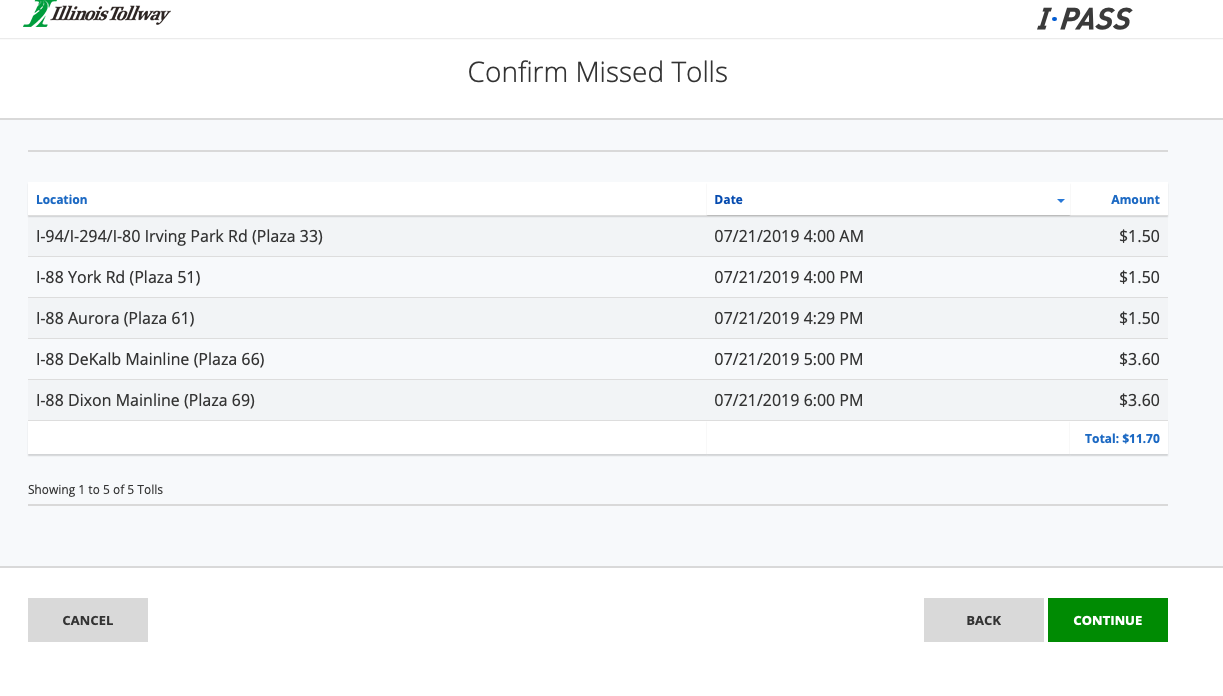 Illinois Tollway I·PASS
Confirm Missed Tolls
Location Date Amount
I-94/I-294/I-80 Irving Park Rd (Plaza 33) 07/21/2019 4:00 AM $1.50
I-88 York Rd (Plaza 51) 07/21/2019 4:00 PM $1.50
I-88 Aurora (Plaza 61) 07/21/2019 4:29 PM $1.50
I-88 DeKalb Mainline (Plaza 66) 07/21/2019 5:00 PM $3.60
I-88 Dixon Mainline (Plaza 69) 07/21/2019 6:00 PM $3.60
Total: $11.70
Showing 1 to 5 of 5 Tolls
CANCEL BACK CONTINUE